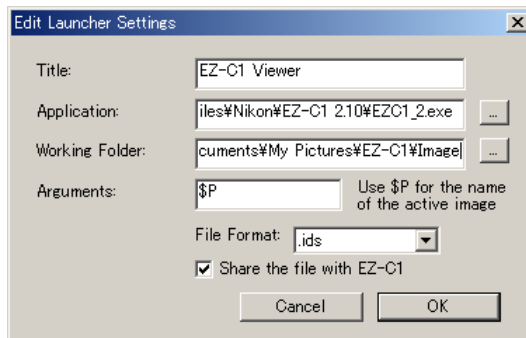 Edit Launcher Settings
Title: EZ-C1 Viewer
Application: iles¥Nikon¥EZ-C1 2.10¥EZC1_2.exe ...
Working Folder: cuments¥My Pictures¥EZ-C1¥Image ...
Arguments: $P Use $P for the name
of the active image
File Format: .ids
Share the file with EZ-C1
Cancel OK